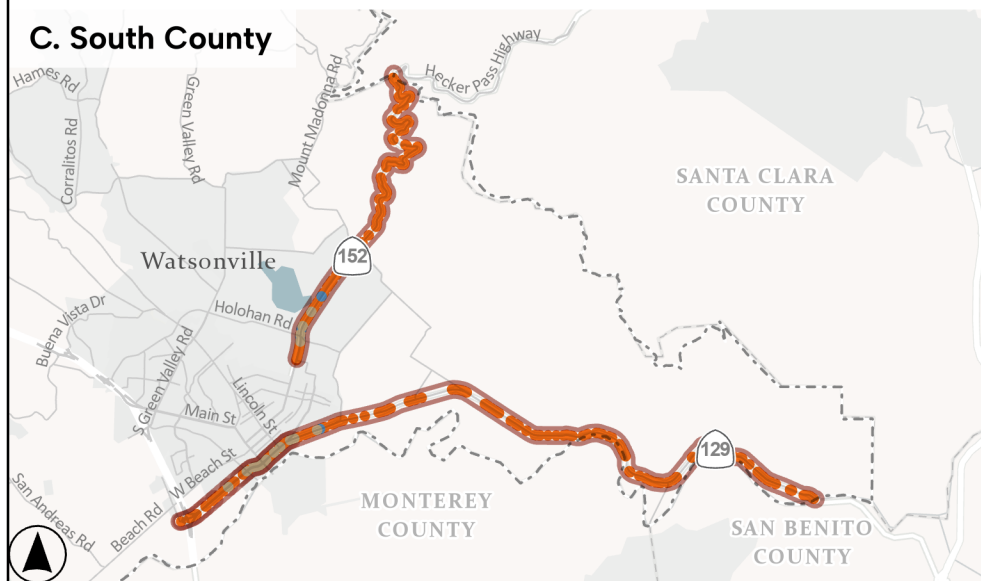 C. South County
Hames Rd
Corralitos Rd
Green Valley Rd
Mount Madonna Rd
Hecker Pass Highway
SANTA CLARA
COUNTY
152
Watsonville
Holohan Rd
Buena Vista Dr
S Green Valley Rd
Lincoln St
Main St
W Beach St
Beach Rd
San Andreas Rd
129
MONTEREY
COUNTY
SAN BENITO
COUNTY